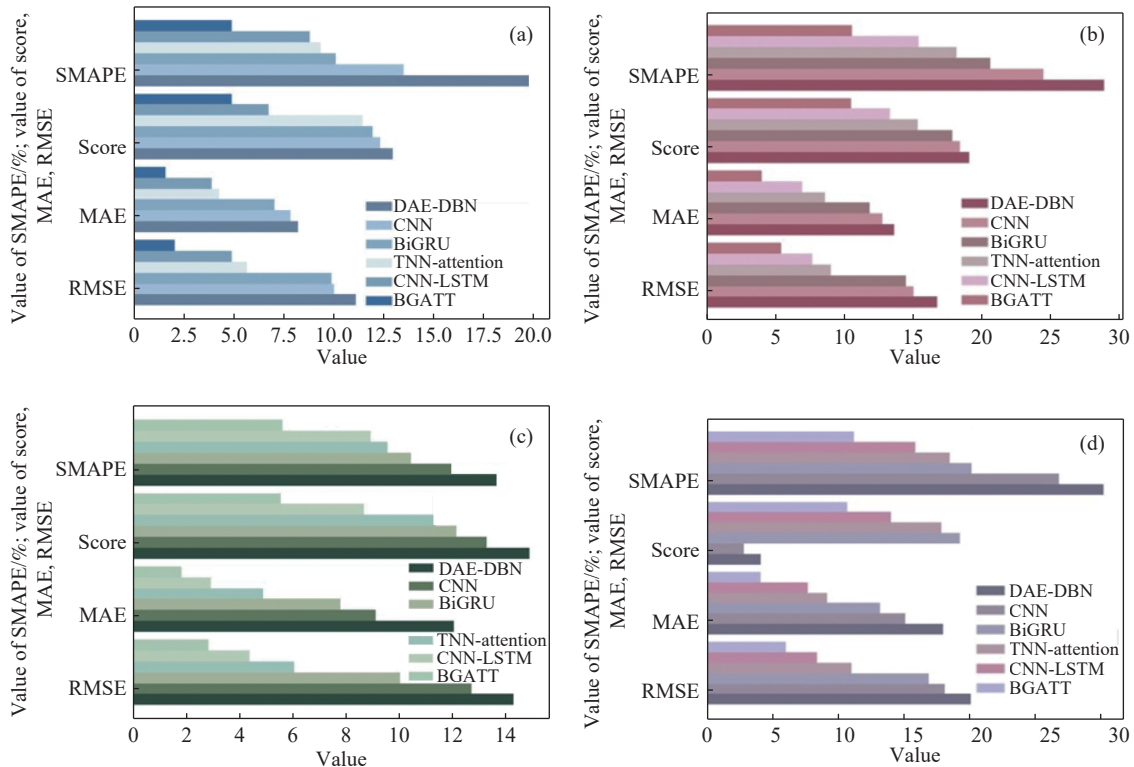 (a)
Value of SMAPE/%; value of score,
MAE, RMSE
SMAPE
Score
MAE
RMSE
DAE-DBN
CNN
BiGRU
TNN-attention
CNN-LSTM
BGATT
0 2.5 5.0 7.5 10.0 12.5 15.0 17.5 20.0
Value
(b)
Value of SMAPE/%; value of score,
MAE, RMSE
SMAPE
Score
MAE
RMSE
DAE-DBN
CNN
BiGRU
TNN-attention
CNN-LSTM
BGATT
0 5 10 15 20 25 30
Value
(c)
Value of SMAPE/%; value of score,
MAE, RMSE
SMAPE
Score
MAE
RMSE
DAE-DBN
CNN
BiGRU
TNN-attention
CNN-LSTM
BGATT
0 2 4 6 8 10 12 14
Value
(d)
Value of SMAPE/%; value of score,
MAE, RMSE
SMAPE
Score
MAE
RMSE
DAE-DBN
CNN
BiGRU
TNN-attention
CNN-LSTM
BGATT
0 5 10 15 20 25 30
Value